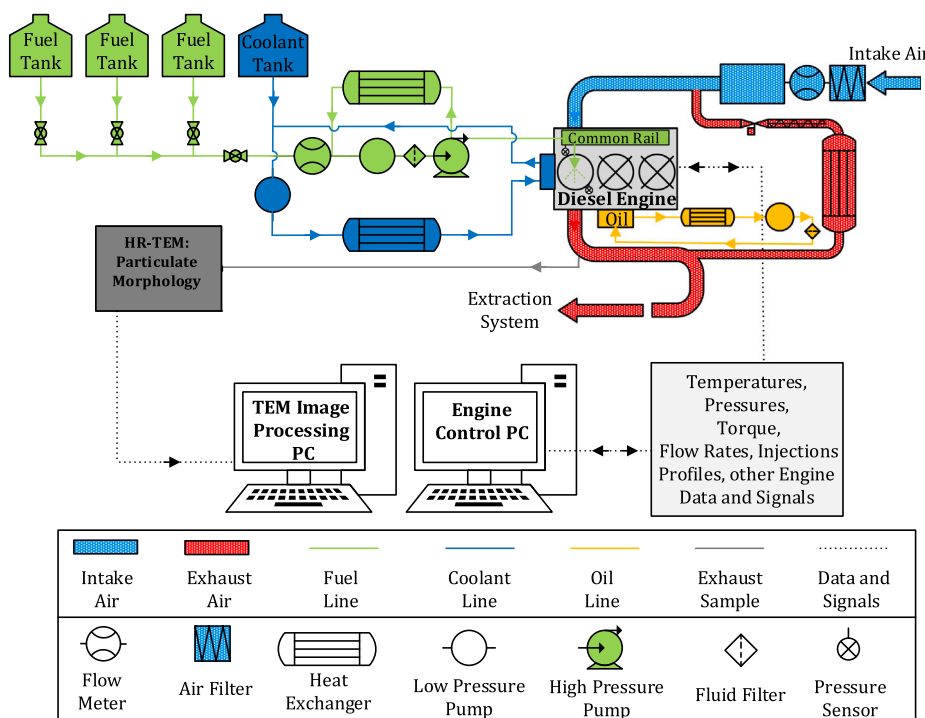 Fuel
Tank
Fuel
Tank
Fuel
Tank
Coolant
Tank
Intake Air
Common Rail
Diesel Engine
Oil
HR-TEM:
Particulate
Morphology
Extraction
System
TEM Image
Processing
PC
Engine
Control PC
Temperatures,
Pressures,
Torque,
Flow Rates, Injections
Profiles, other Engine
Data and Signals
Intake
Air
Exhaust
Air
Fuel
Line
Coolant
Line
Oil
Line
Exhaust
Sample
Data and
Signals
Flow
Meter
Air Filter
Heat
Exchanger
Low Pressure
Pump
High Pressure
Pump
Fluid Filter
Pressure
Sensor